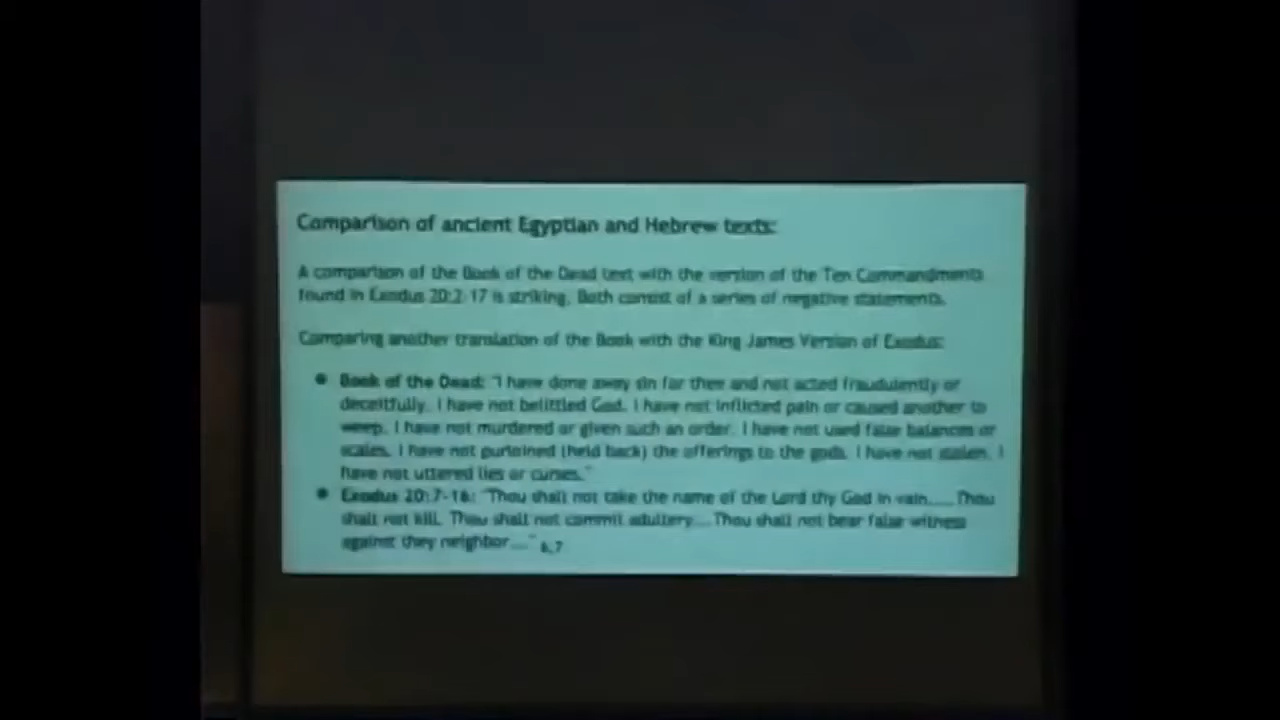 Comparison of ancient Egyptian and Hebrew texts:
A comparison of the Book of the Dead text with the version of the Ten Commandments
found in Exodus 20:2-17 is striking. Both consist of a series of negative statements.
Comparing another translation of the Book with the King James Version of Exodus:
• Book of the Dead: "I have done away sin for thee and not acted fraudulently or
deceitfully. I have not belittled God. I have not inflicted pain or caused another to
weep. I have not murdered or given such an order. I have not used false balances or
scales. I have not purloined (held back) the offerings to the gods. I have not stolen. I
have not uttered lies or curses."
• Exodus 20:7-16: "Thou shalt not take the name of the Lord thy God in vain.... Thou
shalt not kill. Thou shalt not commit adultery... Thou shall not bear false witness
against they neighbor..." 6,7